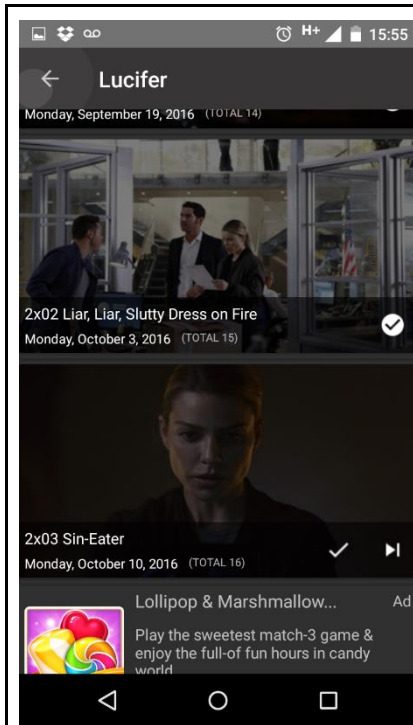 H+ 15:55
Lucifer
Monday, September 19, 2016 (TOTAL 14)
2x02 Liar, Liar, Slutty Dress on Fire
Monday, October 3, 2016 (TOTAL 15)
2x03 Sin-Eater
Monday, October 10, 2016 (TOTAL 16)
Lollipop & Marshmallow... Ad
Play the sweetest match-3 game &
enjoy the full-of fun hours in candy
world